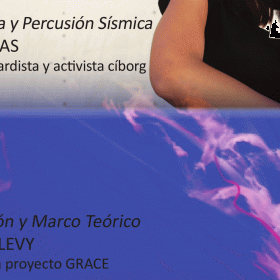 a y Percusión Sísmica
AS
ardista y activista cíborg
ón y Marco Teórico
LEVY
a proyecto GRACE